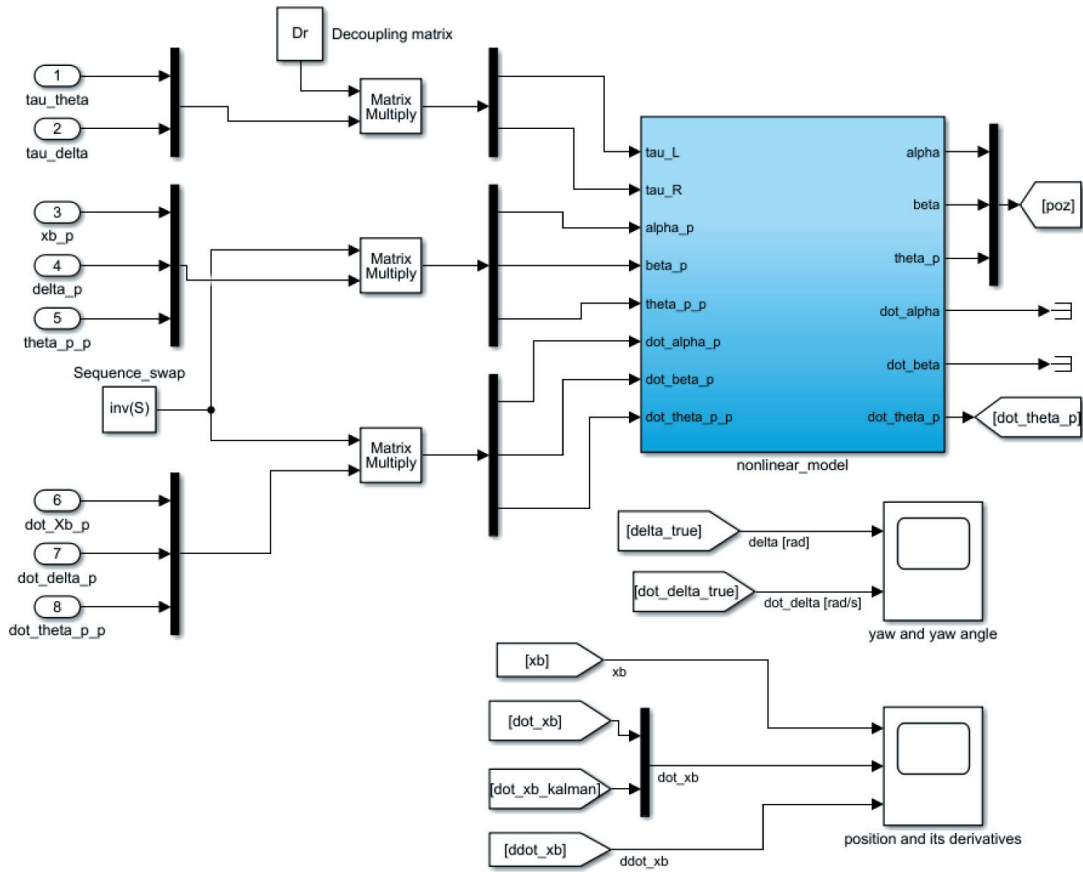 Dr
Decoupling matrix
1
tau_theta
2
tau_delta
Matrix
Multiply
3
xb_p
4
delta_p
5
theta_p_p
Matrix
Multiply
Sequence_swap
inv(S)
Matrix
Multiply
6
dot_Xb_p
7
dot_delta_p
8
dot_theta_p_p
tau_L
tau_R
alpha_p
beta_p
theta_p_p
dot_alpha_p
dot_beta_p
dot_theta_p_p
alpha
beta
theta_p
dot_alpha
dot_beta
dot_theta_p
nonlinear_model
[poz]
[dot_theta_p]
[delta_true]
delta [rad]
[dot_delta_true]
dot_delta [rad/s]
yaw and yaw angle
[xb]
xb
[dot_xb]
[dot_xb_kalman]
dot_xb
[ddot_xb]
ddot_xb
position and its derivatives